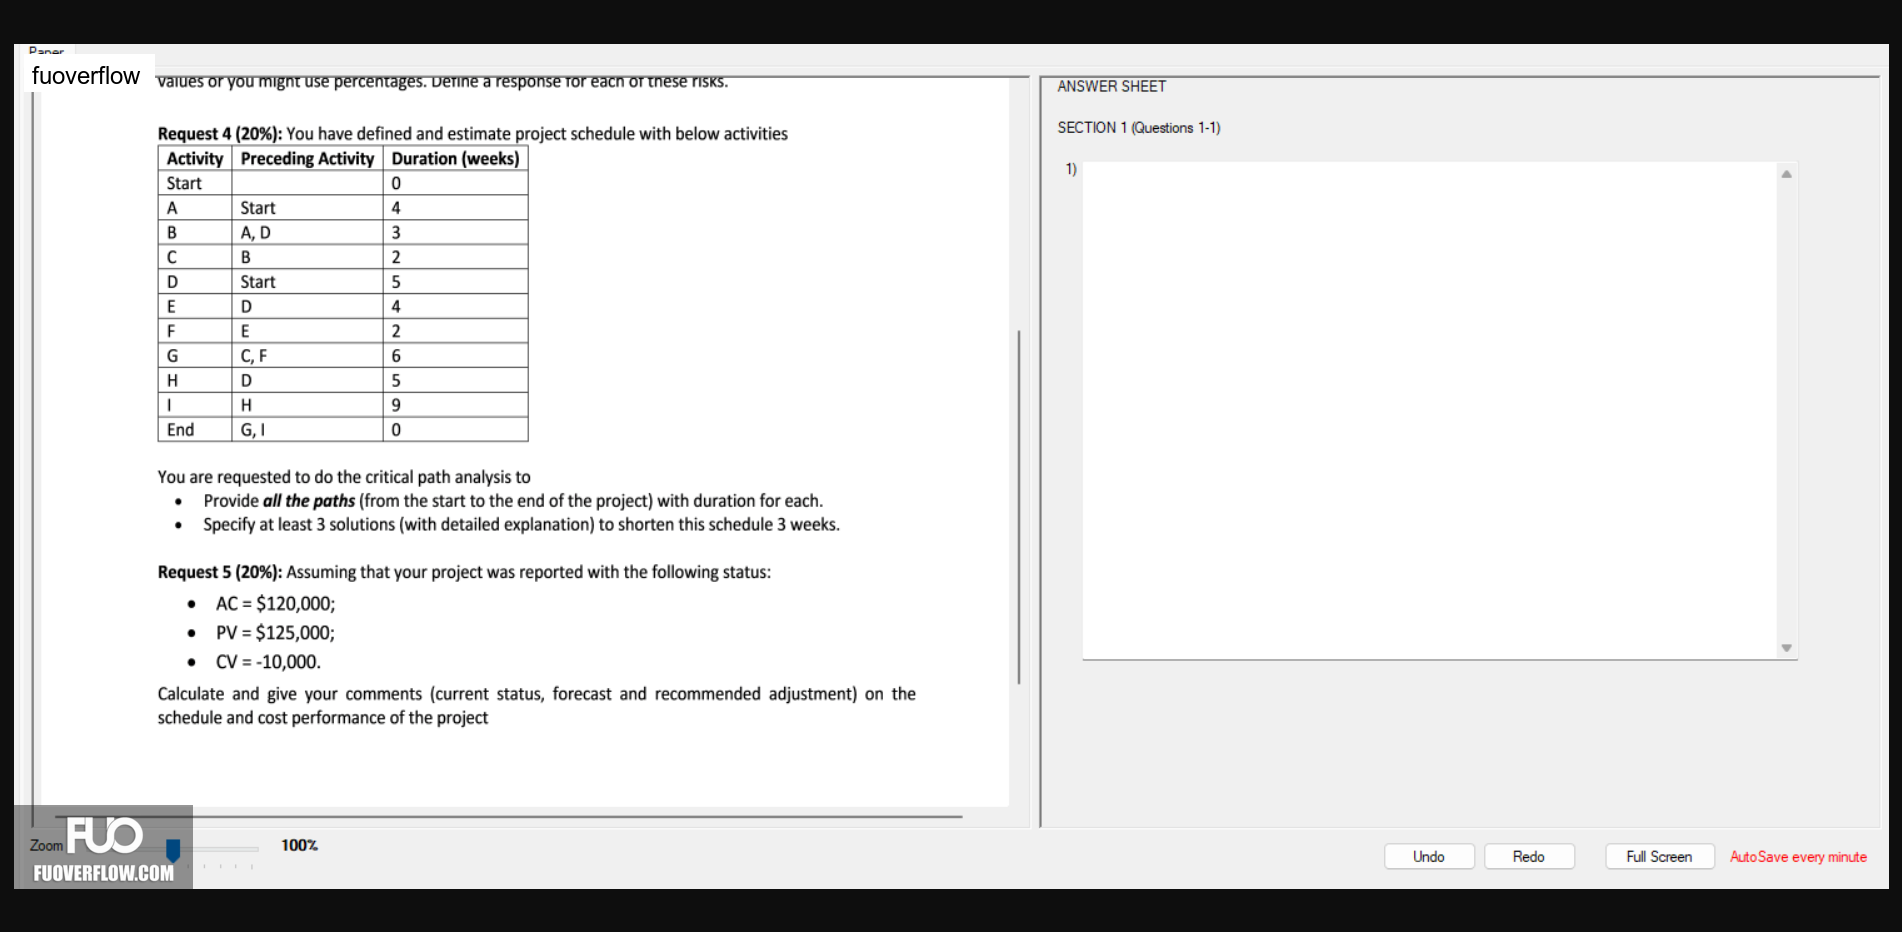 Paper
fuoverflow
values or you might use percentages. Define a response for each of these risks.
Request 4 (20%): You have defined and estimate project schedule with below activities
Activity Preceding Activity Duration (weeks)
Start 0
A Start 4
B A, D 3
C B 2
D Start 5
E D 4
F E 2
G C, F 6
H D 5
I H 9
End G, I 0
You are requested to do the critical path analysis to
• Provide all the paths (from the start to the end of the project) with duration for each.
• Specify at least 3 solutions (with detailed explanation) to shorten this schedule 3 weeks.
Request 5 (20%): Assuming that your project was reported with the following status:
• AC = $120,000;
• PV = $125,000;
• CV = -10,000.
Calculate and give your comments (current status, forecast and recommended adjustment) on the
schedule and cost performance of the project
ANSWER SHEET
SECTION 1 (Questions 1-1)
1)
Zoom
100%
FUO
FUOVERFLOW.COM
Undo
Redo
Full Screen
AutoSave every minute